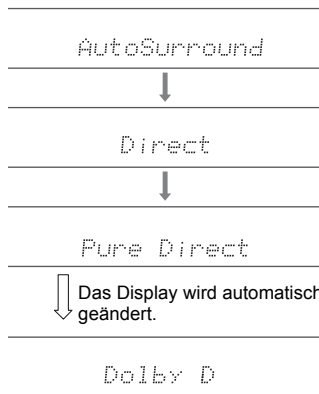 AutoSurround
Direct
Pure Direct
Das Display wird automatisch
geändert.
Dolby D